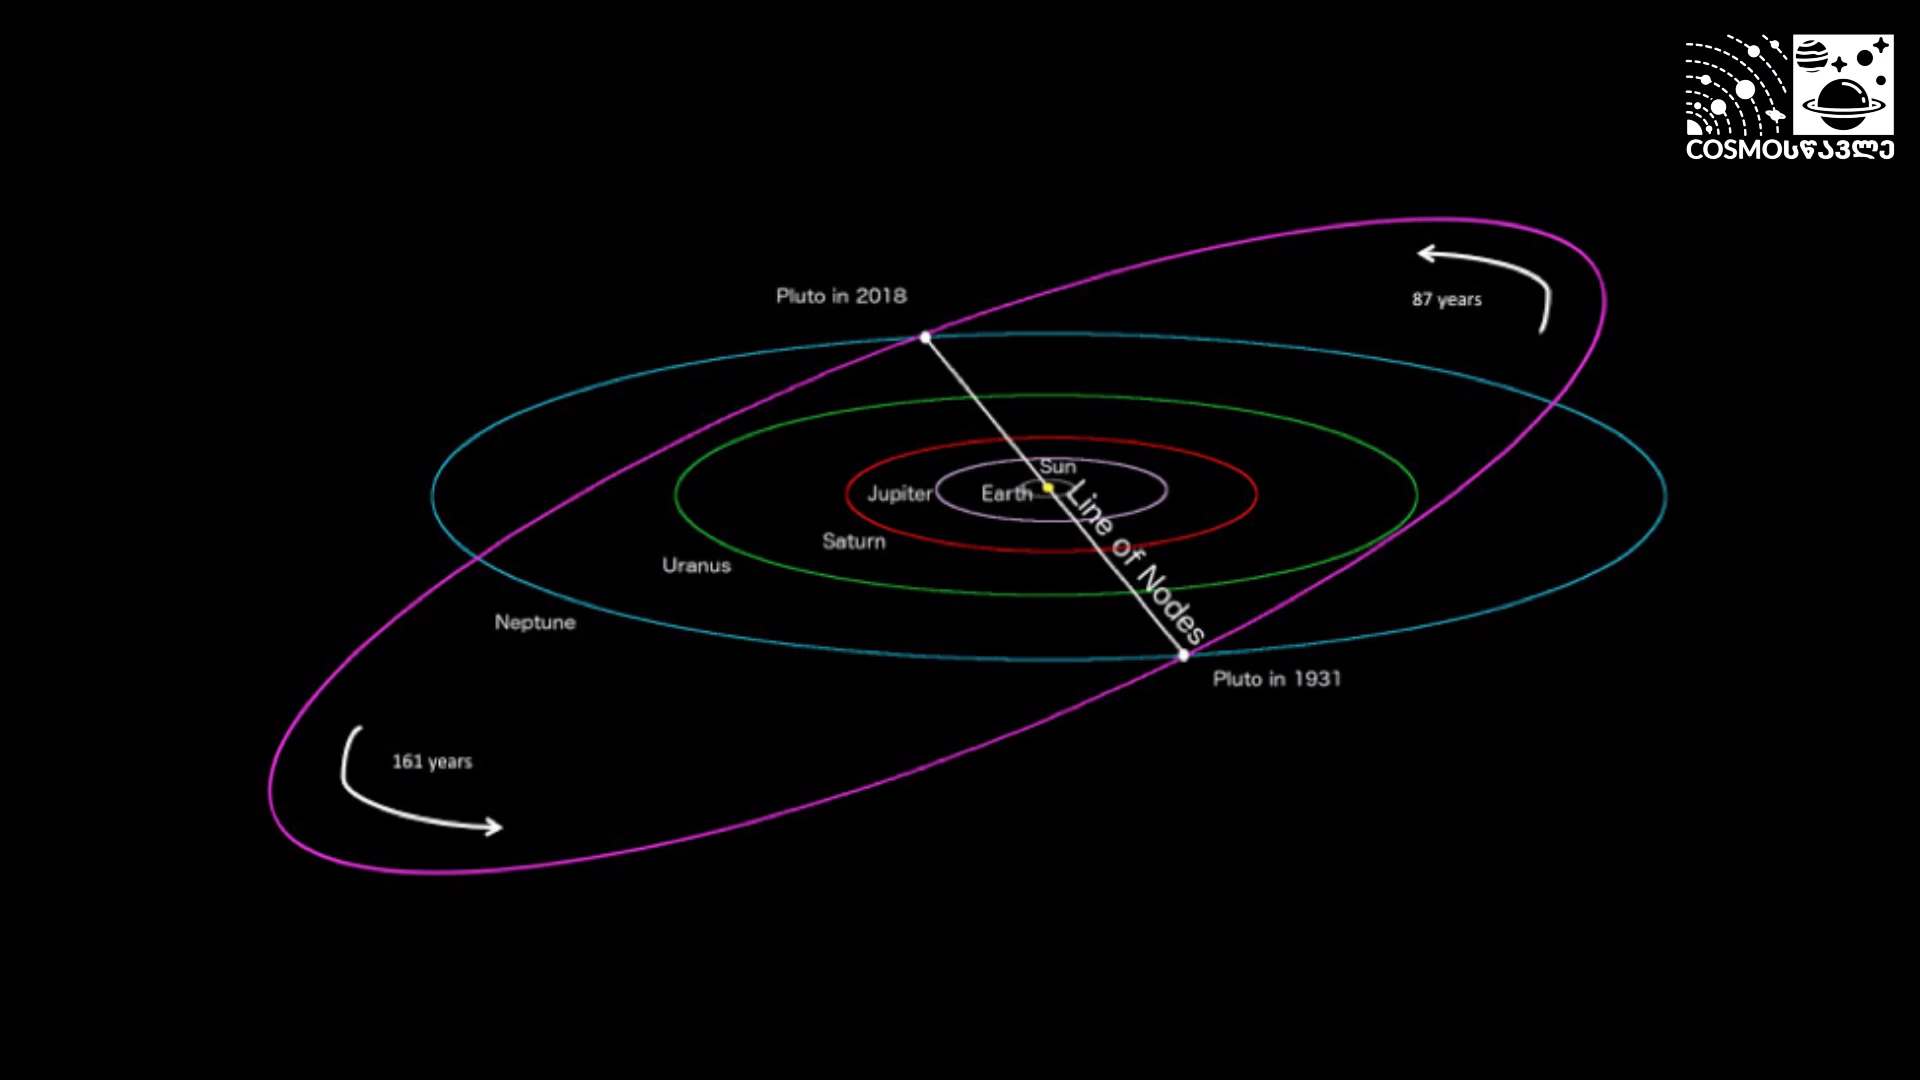 COSMOსწავლე
Pluto in 2018
87 years
Sun
Jupiter
Earth
Line of Nodes
Saturn
Uranus
Neptune
Pluto in 1931
161 years